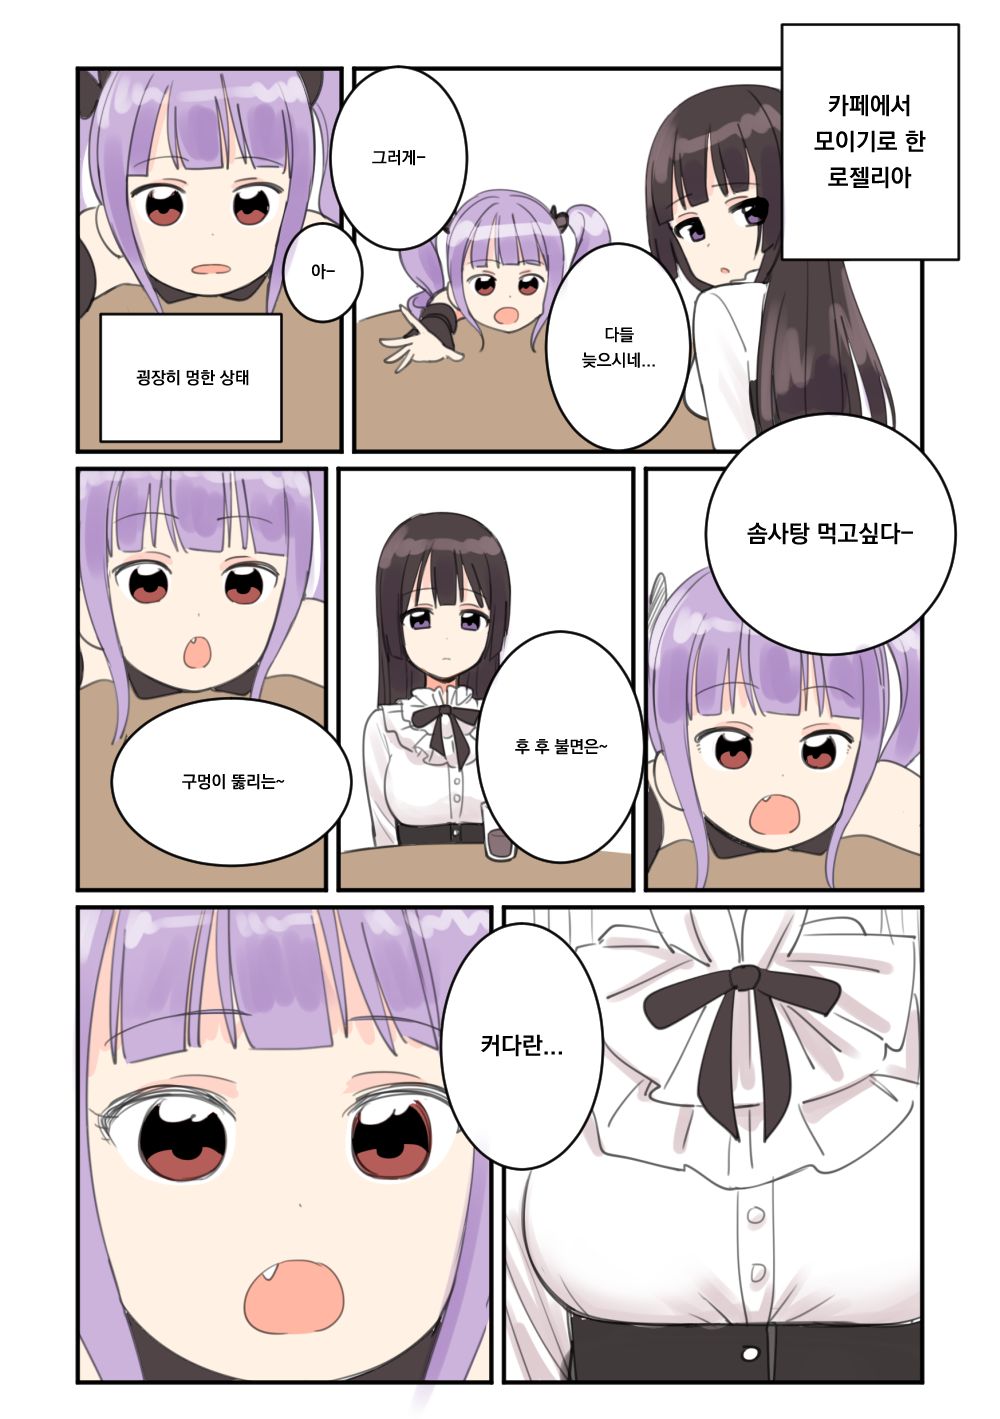 카페에서
모이기로 한
로젤리아
다들
늦으시네...
그러게-
아-
굉장히 멍한 상태
솜사탕 먹고싶다-
후 후 불면은~
구멍이 뚫리는~
커다란...